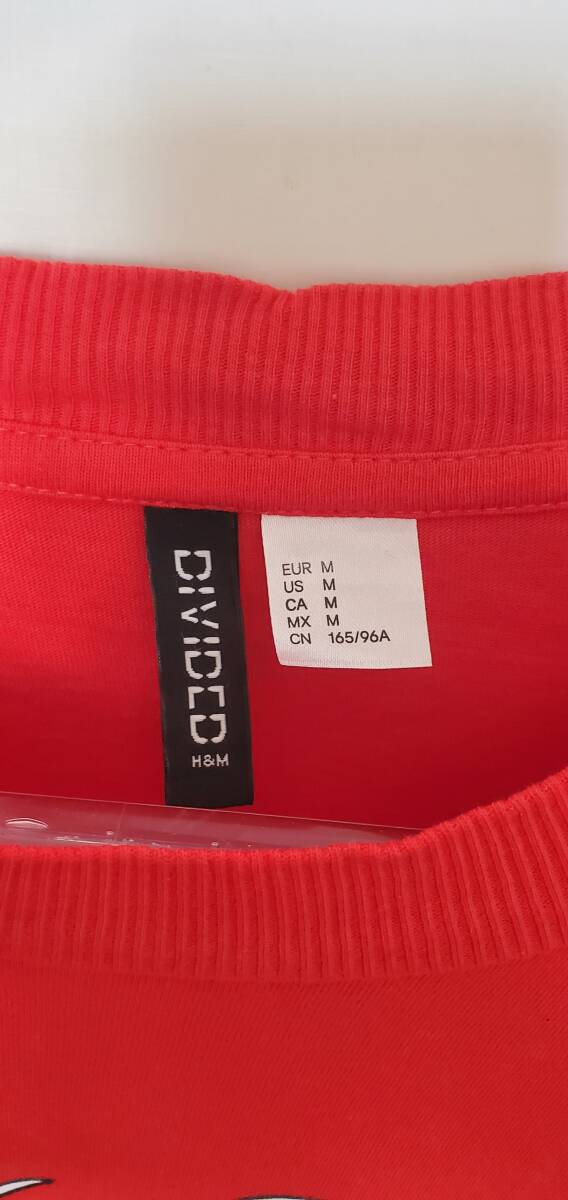 DIVIDED
H&M
EUR M
US M
CA M
MX M
CN 165/96A